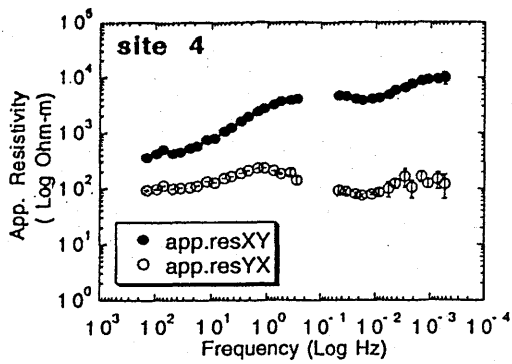 site 4
10^5
10^4
10^3
10^2
10^1
10^0
App. Resistivity
( Log Ohm-m)
app.resXY
app.resYX
10^3 10^2 10^1 10^0 10^-1 10^-2 10^-3 10^-4
Frequency (Log Hz)